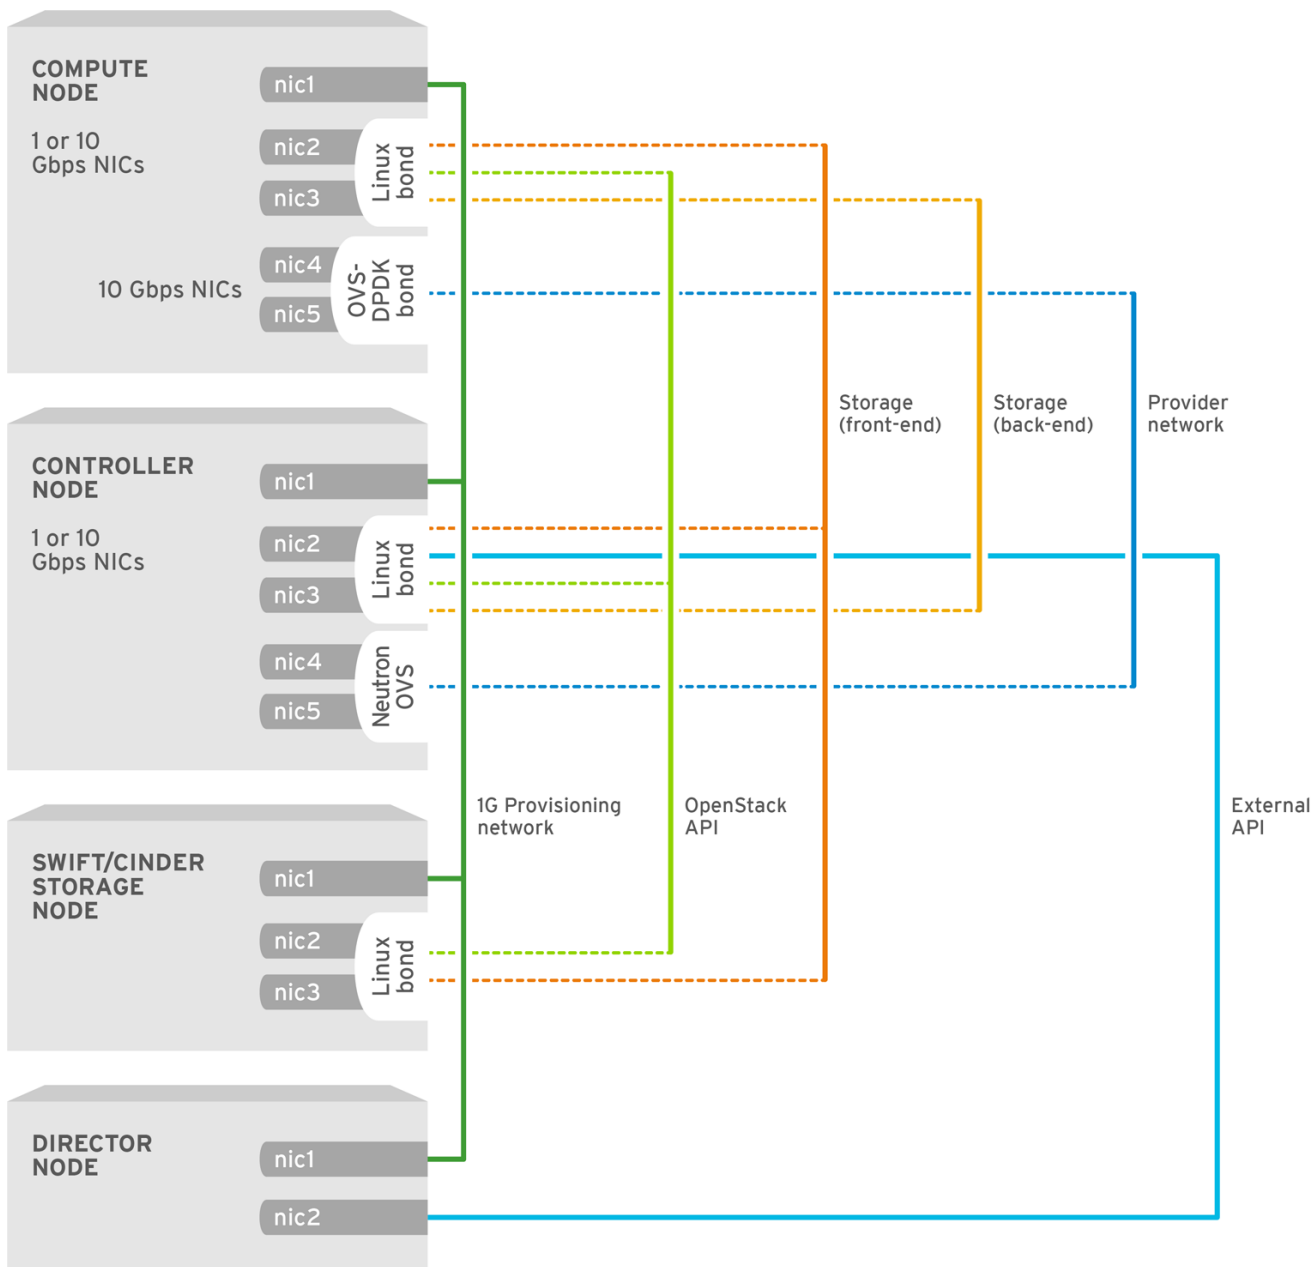 COMPUTE
NODE
1 or 10
Gbps NICs
10 Gbps NICs
nic1
nic2
nic3
Linux
bond
nic4
nic5
OVS-
DPDK
bond
Storage
(front-end)
Storage
(back-end)
Provider
network
CONTROLLER
NODE
1 or 10
Gbps NICs
nic1
nic2
nic3
Linux
bond
nic4
nic5
Neutron
OVS
1G Provisioning
network
OpenStack
API
External
API
SWIFT/CINDER
STORAGE
NODE
nic1
nic2
nic3
Linux
bond
DIRECTOR
NODE
nic1
nic2